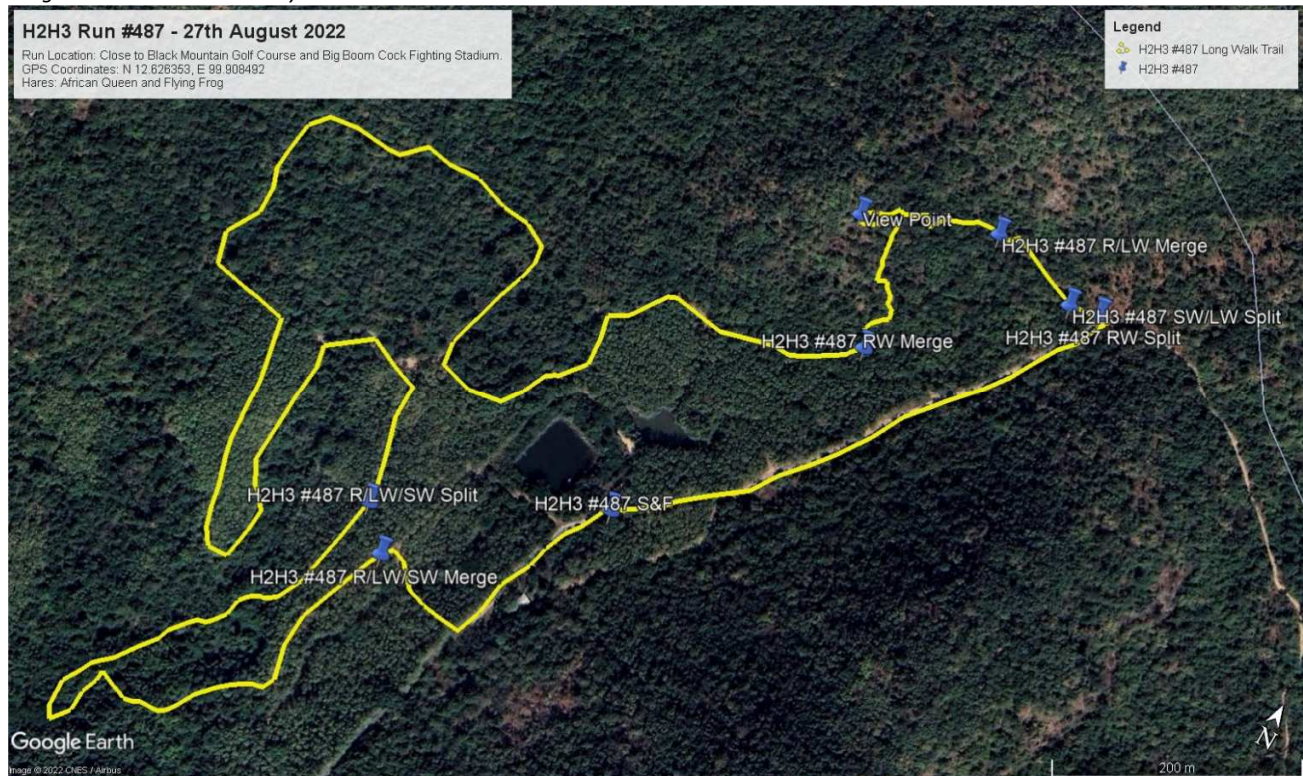 H2H3 Run #487 - 27th August 2022
Run Location: Close to Black Mountain Golf Course and Big Boom Cock Fighting Stadium.
GPS Coordinates: N 12.626353, E 99.908492
Hares: African Queen and Flying Frog
Legend
H2H3 #487 Long Walk Trail
H2H3 #487
View Point
H2H3 #487 R/LW Merge
H2H3 #487 SW/LW Split
H2H3 #487 RW Merge
H2H3 #487 RW Split
H2H3 #487 R/LW/SW Split
H2H3 #487 S&F
H2H3 #487 R/LW/SW Merge
Google Earth
N
Image © 2022 CNES / Airbus
200 m